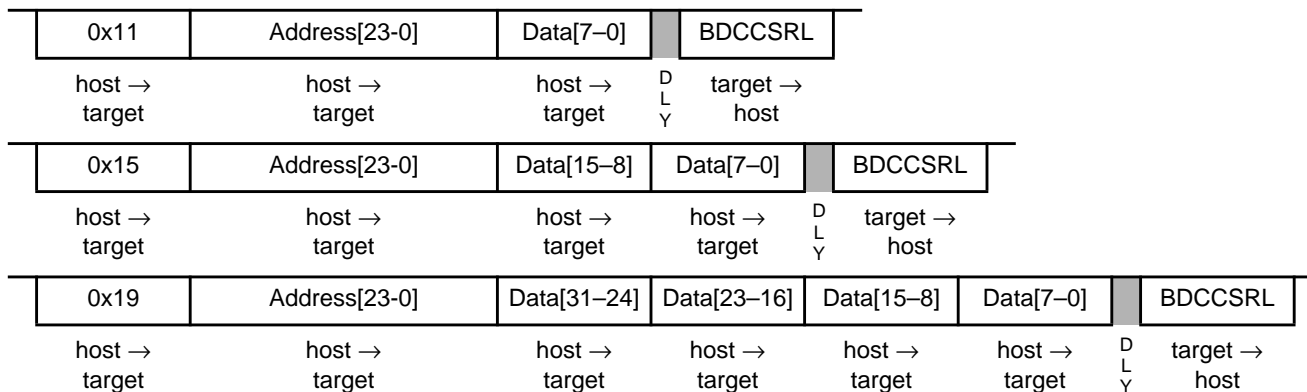 0x11 Address[23-0] Data[7–0] BDCCSRL
host → host → host → D L Y target →
target target target host
0x15 Address[23-0] Data[15–8] Data[7–0] BDCCSRL
host → host → host → host → D L Y target →
target target target target host
0x19 Address[23-0] Data[31–24] Data[23–16] Data[15–8] Data[7–0] BDCCSRL
host → host → host → host → host → host → D L Y target →
target target target target target target host